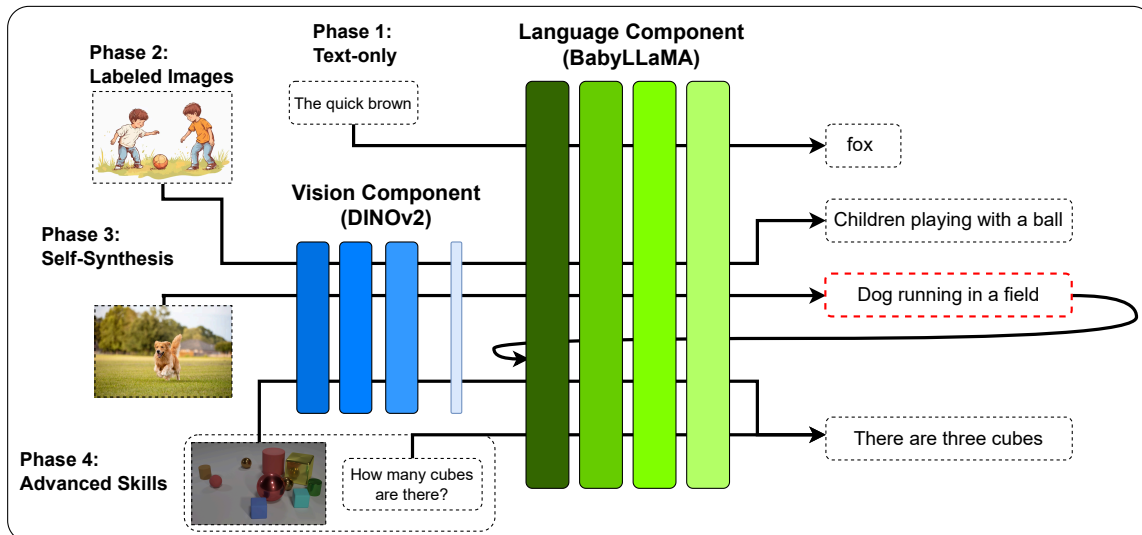 Phase 1:
Text-only
Language Component
(BabyLLaMA)
Phase 2:
Labeled Images
The quick brown
fox
Vision Component
(DINOv2)
Children playing with a ball
Phase 3:
Self-Synthesis
Dog running in a field
Phase 4:
Advanced Skills
How many cubes
are there?
There are three cubes